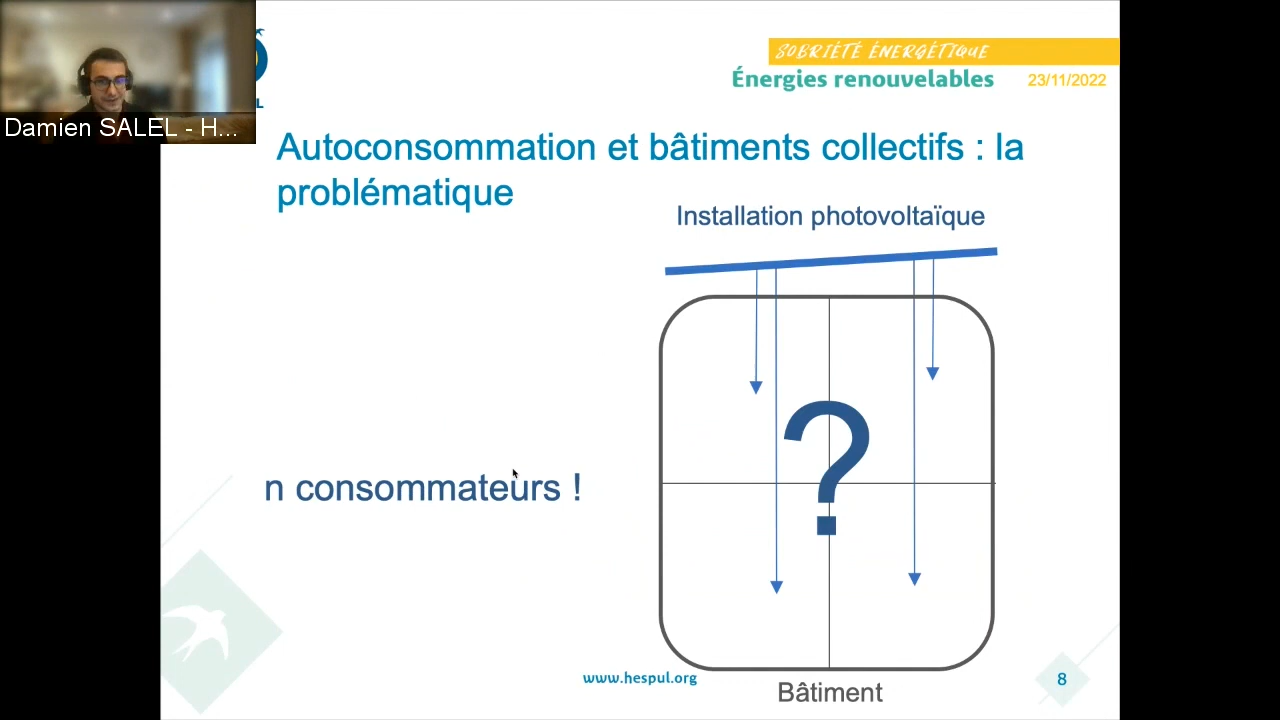 SOBRIÉTÉ ÉNERGÉTIQUE
Énergies renouvelables
23/11/2022
Damien SALEL - H...
L
Autoconsommation et bâtiments collectifs : la
problématique
Installation photovoltaïque
?
n consommateurs !
www.hespul.org
8
Bâtiment